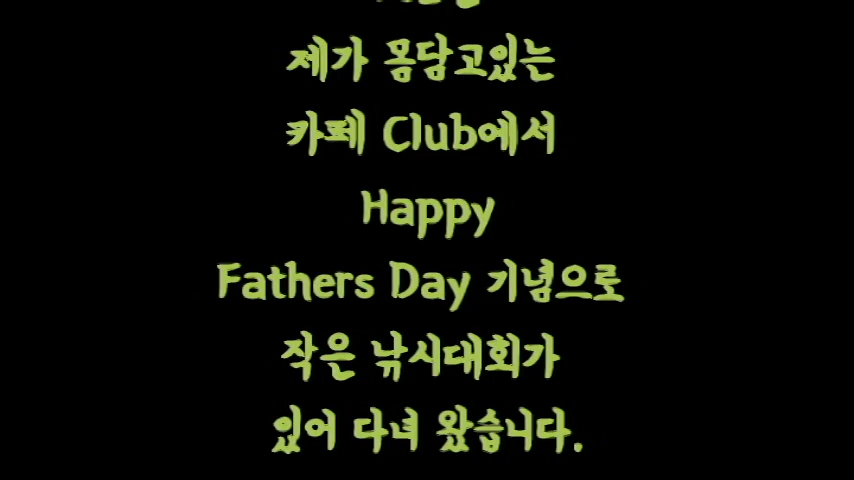 제가 몸담고있는
카페 Club에서
Happy
Fathers Day 기념으로
작은 낚시대회가
있어 다녀 왔습니다.